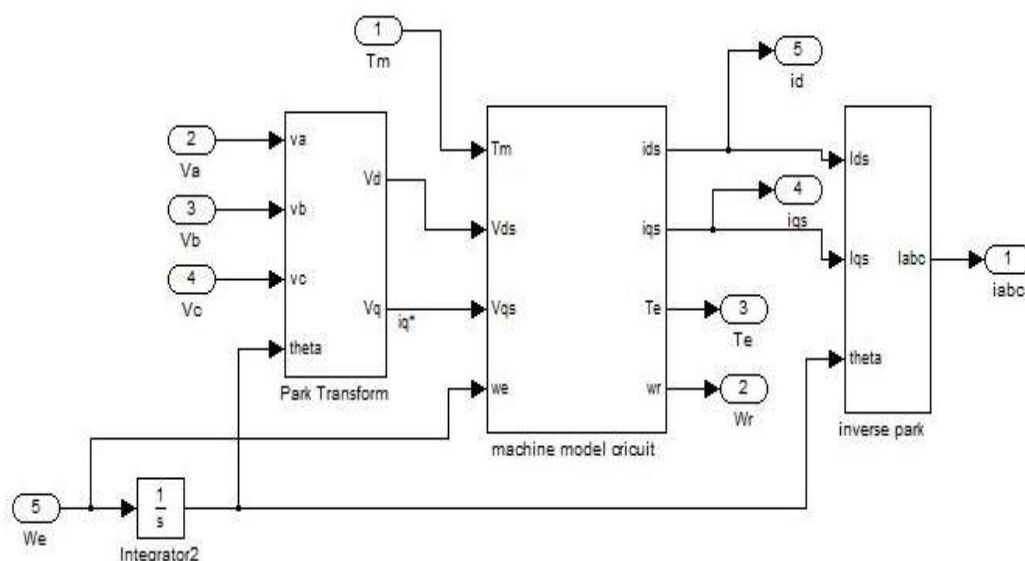 1
Tm
5
id
2
Va
va
Vd
Tm
ids
Ids
3
Vb
vb
Vds
iqs
4
iqs
Iqs
Iabc
1
iabc
4
Vc
vc
Vq
iq*
Vqs
Te
3
Te
theta
Park Transform
we
wr
2
Wr
theta
machine model cricuit
inverse park
5
We
1
s
Integrator2